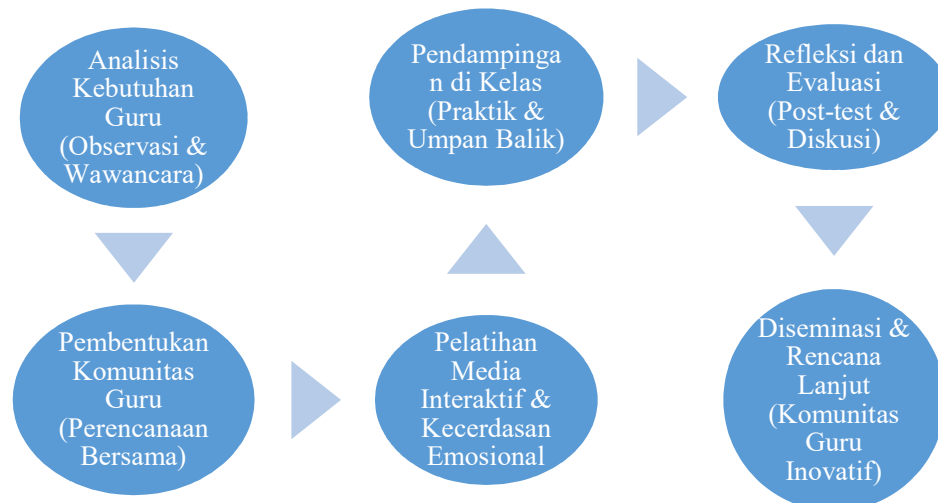 Analisis
Kebutuhan
Guru
(Observasi &
Wawancara)
Pembentukan
Komunitas
Guru
(Perencanaan
Bersama)
Pelatihan
Media
Interaktif &
Kecerdasan
Emosional
Pendampinga
n di Kelas
(Praktik &
Umpan Balik)
Refleksi dan
Evaluasi
(Post-test &
Diskusi)
Diseminasi &
Rencana
Lanjut
(Komunitas
Guru
Inovatif)